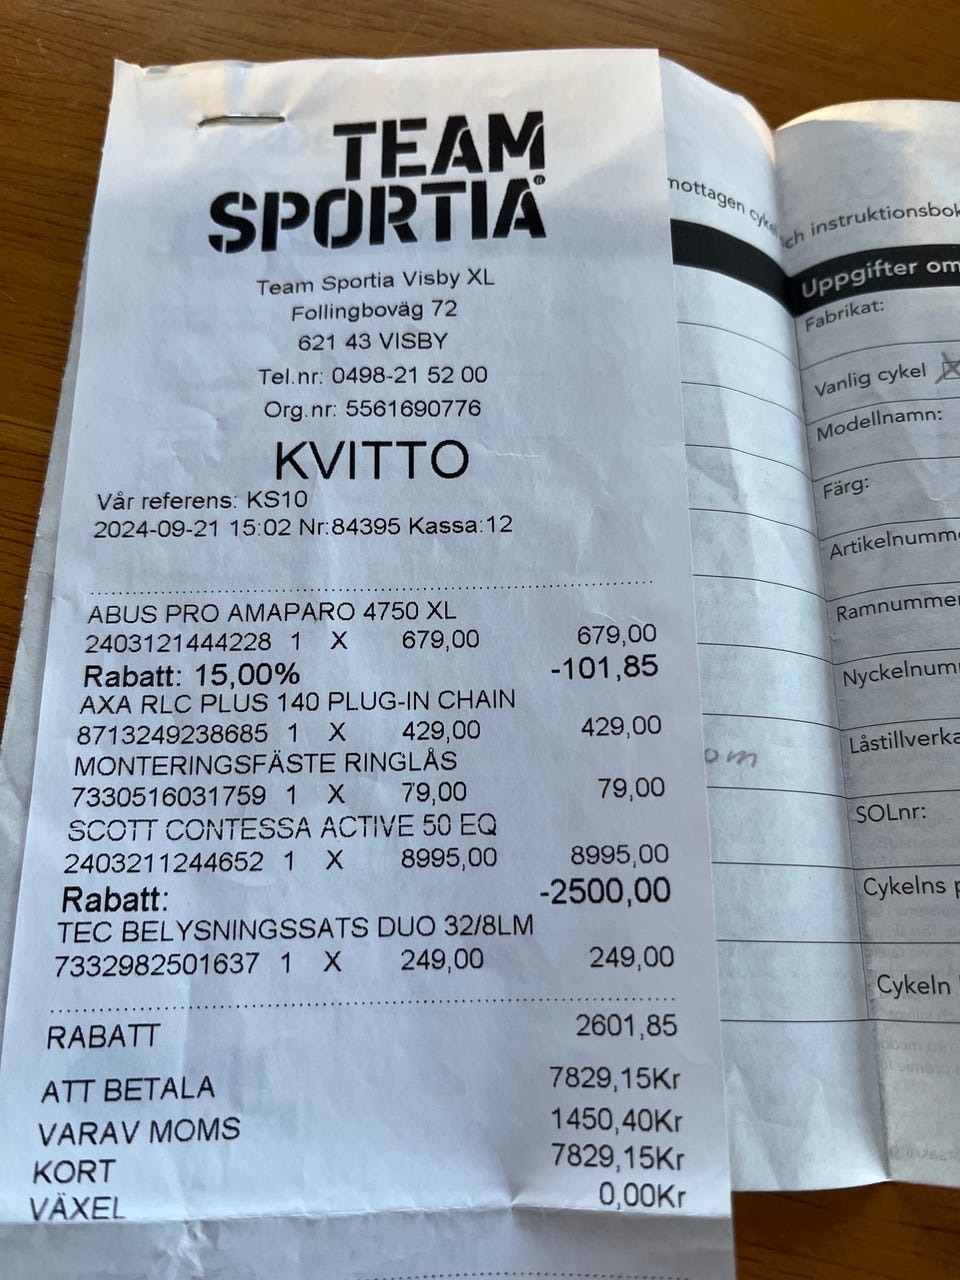 TEAM
SPORTIA®
Team Sportia Visby XL
Follingboväg 72
621 43 VISBY
Tel.nr: 0498-21 52 00
Org.nr: 5561690776
KVITTO
Vår referens: KS10
2024-09-21 15:02 Nr:84395 Kassa:12
ABUS PRO AMAPARO 4750 XL
2403121444228 1 X 679,00 679,00
Rabatt: 15,00% -101,85
AXA RLC PLUS 140 PLUG-IN CHAIN
8713249238685 1 X 429,00 429,00
MONTERINGSFÄSTE RINGLÅS
7330516031759 1 X 79,00 79,00
SCOTT CONTESSA ACTIVE 50 EQ
2403211244652 1 X 8995,00 8995,00
Rabatt: -2500,00
TEC BELYSNINGSSATS DUO 32/8LM
7332982501637 1 X 249,00 249,00
RABATT 2601,85
ATT BETALA 7829,15Kr
VARAV MOMS 1450,40Kr
KORT 7829,15Kr
VÄXEL 0,00Kr
mottagen cykel
och instruktionsbok
Uppgifter om
Fabrikat:
Vanlig cykel
Modellnamn:
Färg:
Artikelnumme
Ramnummer
Nyckelnum
Låstillverka
om
SOLnr:
Cykelns p
Cykeln